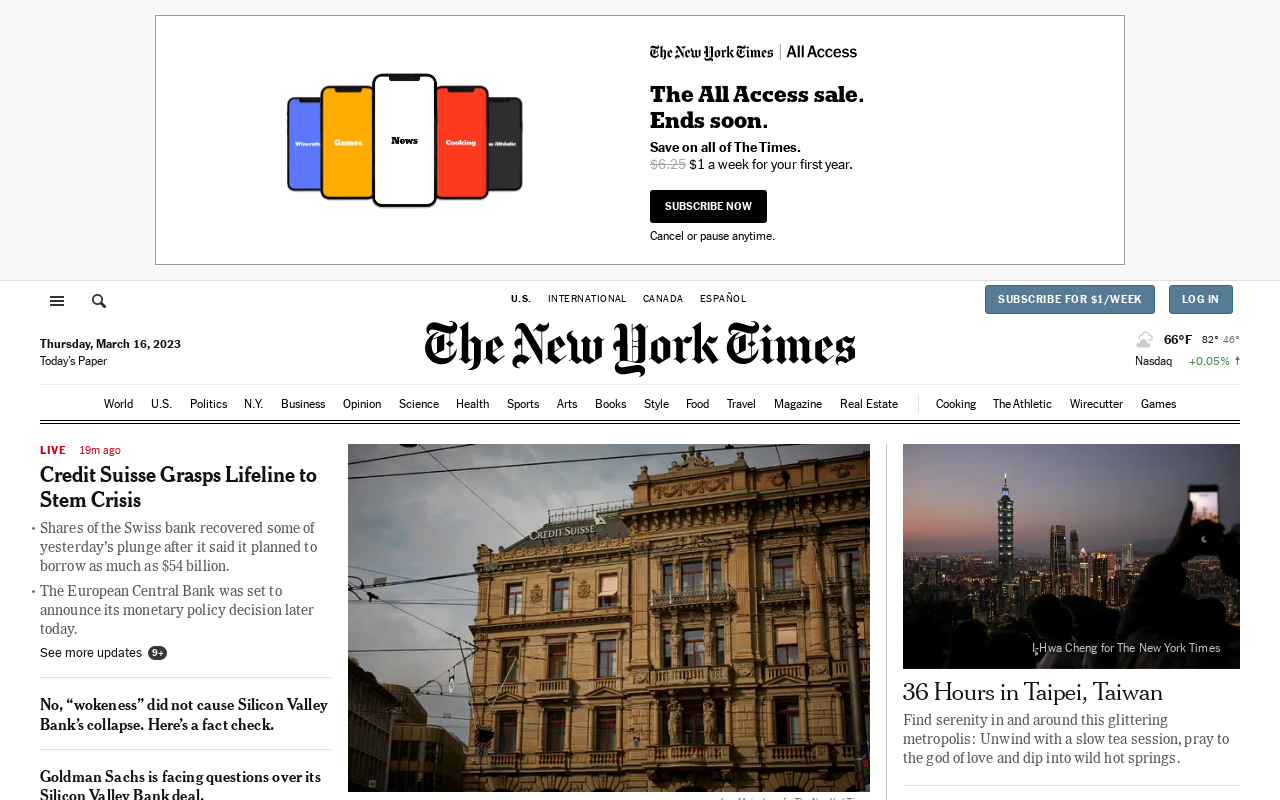 The New York Times | All Access
Wirecutter
Games
News
Cooking
The Athletic
The All Access sale.
Ends soon.
Save on all of The Times.
$6.25 $1 a week for your first year.
SUBSCRIBE NOW
Cancel or pause anytime.
U.S. INTERNATIONAL CANADA ESPAÑOL
SUBSCRIBE FOR $1/WEEK LOG IN
The New York Times
Thursday, March 16, 2023
Today's Paper
66°F 82° 46°
Nasdaq +0.05% ↑
World U.S. Politics N.Y. Business Opinion Science Health Sports Arts Books Style Food Travel Magazine Real Estate Cooking The Athletic Wirecutter Games
LIVE 19m ago
Credit Suisse Grasps Lifeline to
Stem Crisis
• Shares of the Swiss bank recovered some of
yesterday's plunge after it said it planned to
borrow as much as $54 billion.
• The European Central Bank was set to
announce its monetary policy decision later
today.
See more updates 9+
No, “wokeness” did not cause Silicon Valley
Bank's collapse. Here's a fact check.
Goldman Sachs is facing questions over its
Silicon Valley Bank deal.
CREDIT SUISSE
I-Hwa Cheng for The New York Times
36 Hours in Taipei, Taiwan
Find serenity in and around this glittering
metropolis: Unwind with a slow tea session, pray to
the god of love and dip into wild hot springs.